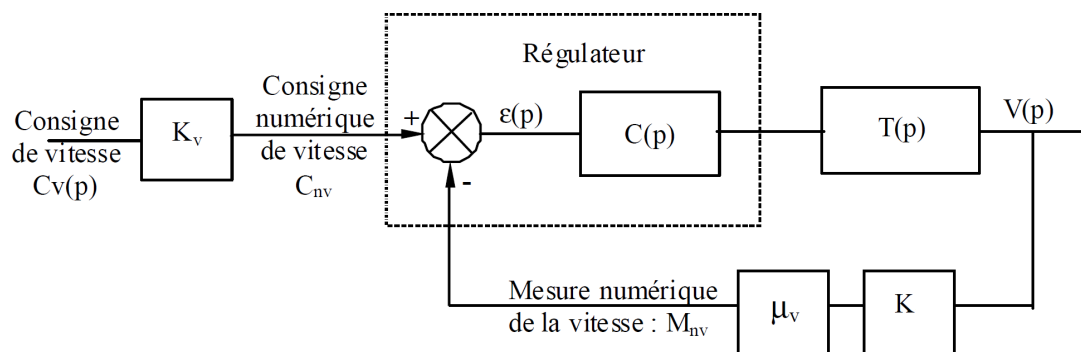 Régulateur
Consigne
de vitesse
Cv(p)
Kv
Consigne
numérique
de vitesse
Cnv
+
-
ε(p)
C(p)
T(p)
V(p)
Mesure numérique
de la vitesse : Mnv
μv
K